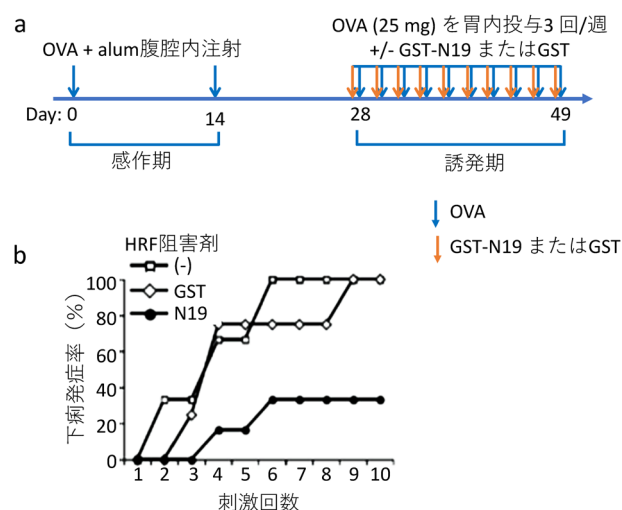 a
OVA + alum腹腔内注射
OVA (25 mg) を胃内投与3 回/週
+/- GST-N19 またはGST
Day: 0 14 28 49
感作期 誘発期
OVA
GST-N19 またはGST
b
HRF阻害剤
(-)
GST
N19
下痢発症率（%）
100
80
60
40
20
0
1 2 3 4 5 6 7 8 9 10
刺激回数